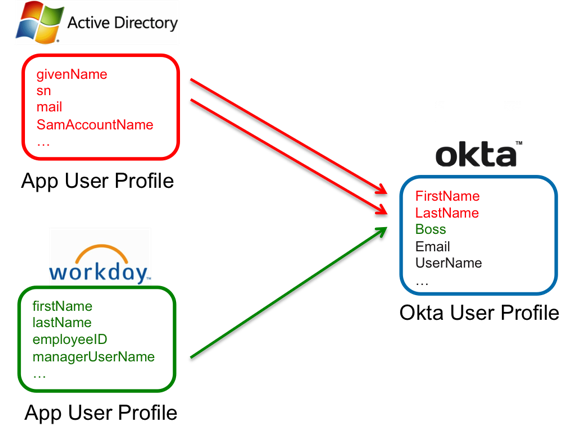 Active Directory
givenName
sn
mail
SamAccountName
...
App User Profile
okta™
FirstName
LastName
Boss
Email
UserName
...
Okta User Profile
workday™
firstName
lastName
employeeID
managerUserName
...
App User Profile